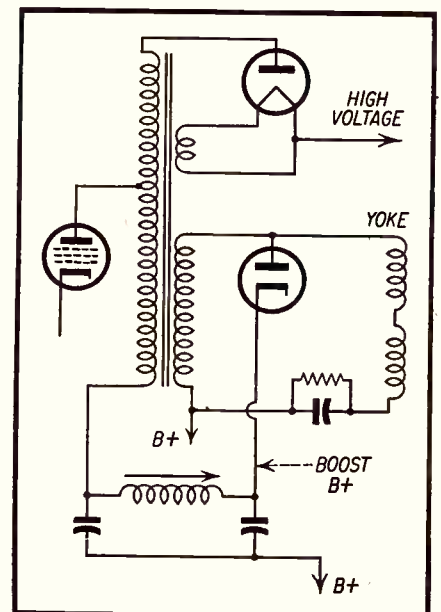 HIGH
VOLTAGE
YOKE
B+
BOOST
B+
B+